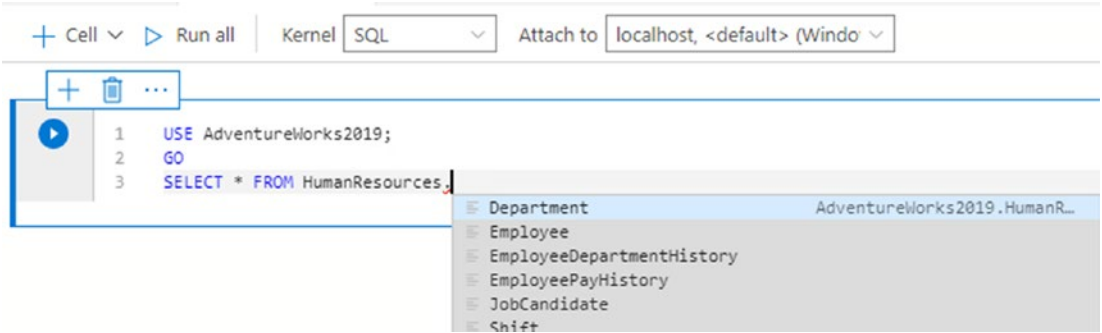 Cell Run all Kernel SQL Attach to localhost, <default> (Windo
1 USE AdventureWorks2019;
2 GO
3 SELECT * FROM HumanResources.
Department AdventureWorks2019.HumanR…
Employee
EmployeeDepartmentHistory
EmployeePayHistory
JobCandidate
Shift